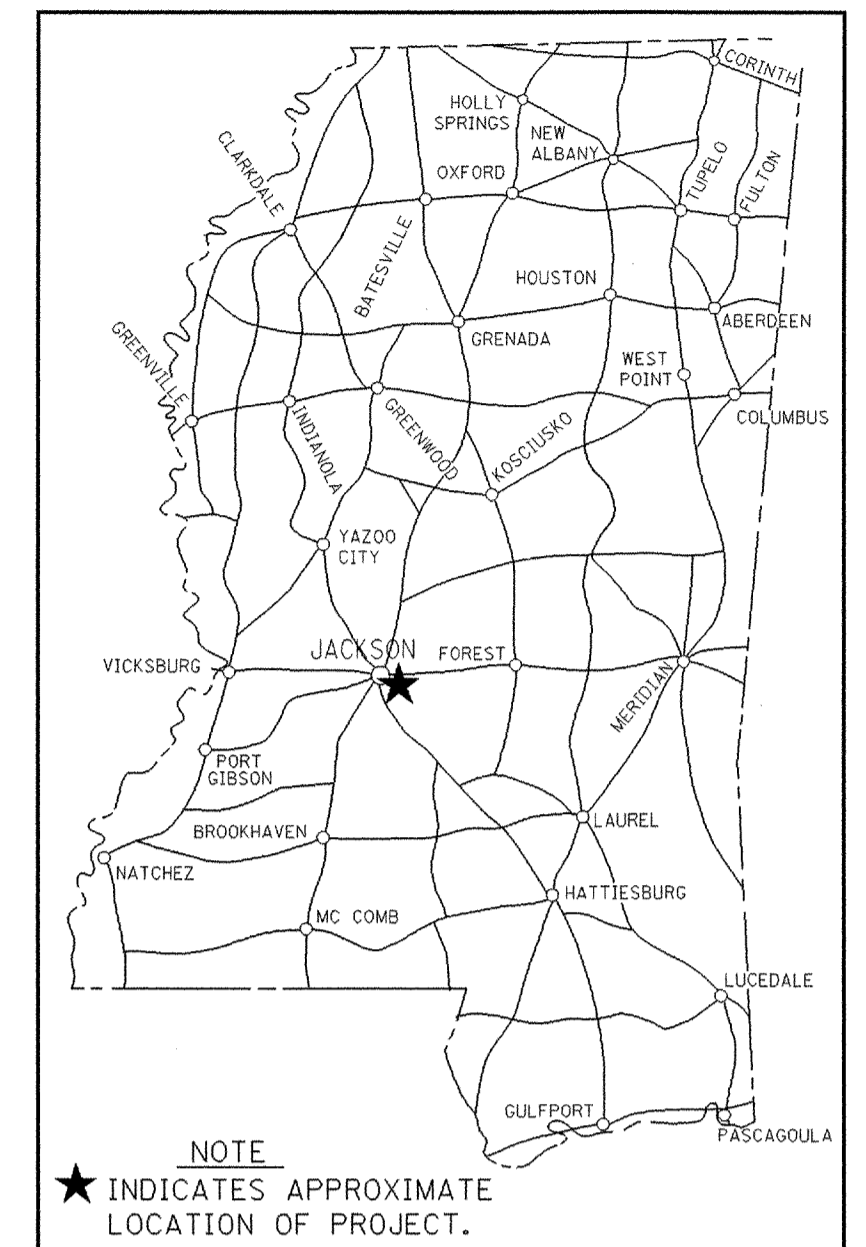 CORINTH
HOLLY
SPRINGS
NEW
ALBANY
CLARKDALE
OXFORD
TUPELO
FULTON
BATESVILLE
HOUSTON
ABERDEEN
GREENVILLE
GRENADA
WEST
POINT
COLUMBUS
INDIANOLA
GREENWOOD
KOSCIUSKO
YAZOO
CITY
JACKSON
VICKSBURG
FOREST
MERIDIAN
PORT
GIBSON
BROOKHAVEN
LAUREL
NATCHEZ
HATTIESBURG
MC COMB
LUCEDALE
GULFPORT
PASCAGOULA
NOTE
INDICATES APPROXIMATE
LOCATION OF PROJECT.